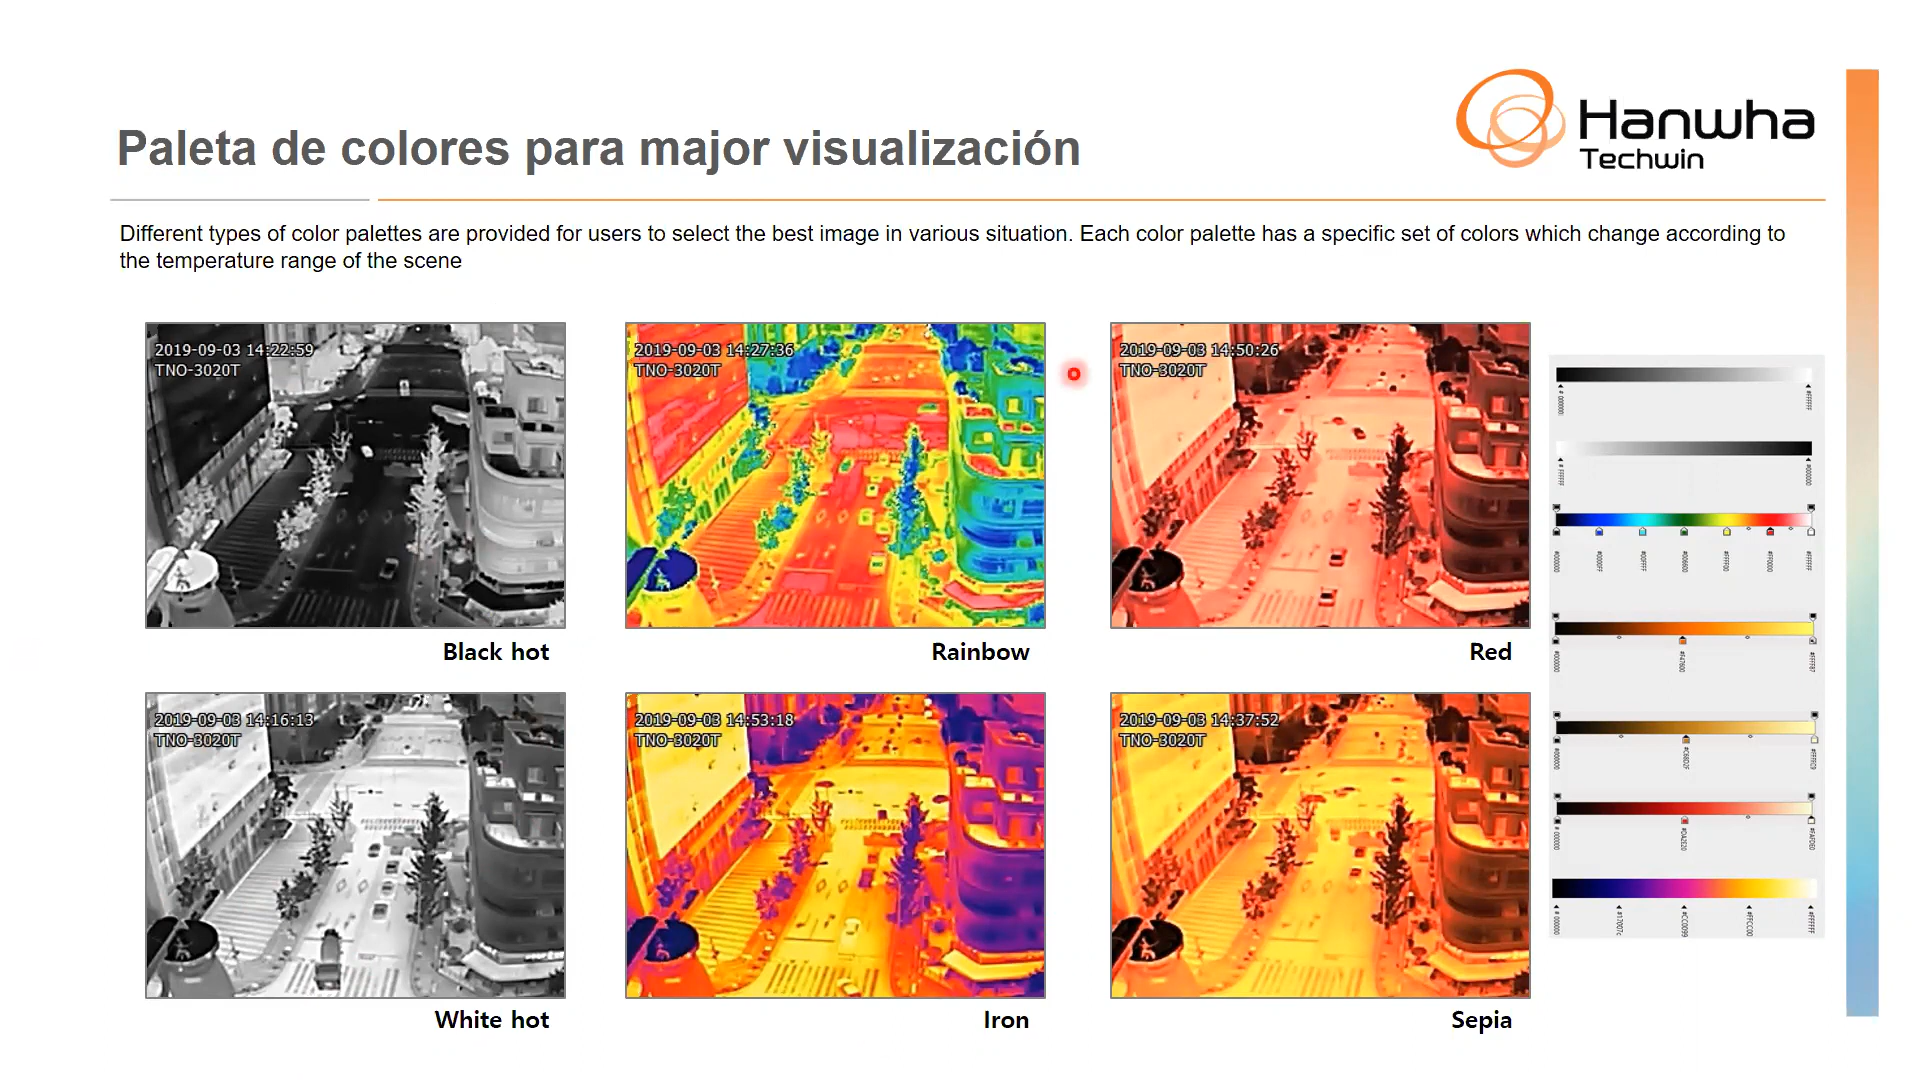 Paleta de colores para major visualización
Hanwha
Techwin
Different types of color palettes are provided for users to select the best image in various situation. Each color palette has a specific set of colors which change according to
the temperature range of the scene
2019-09-03 14:22:59
TNO-3020T
Black hot
2019-09-03 14:27:36
TNO-3020T
Rainbow
2019-09-03 14:50:26
TNO-3020T
Red
2019-09-03 14:16:13
TNO-3020T
White hot
2019-09-03 14:53:18
TNO-3020T
Iron
2019-09-03 14:37:52
TNO-3020T
Sepia